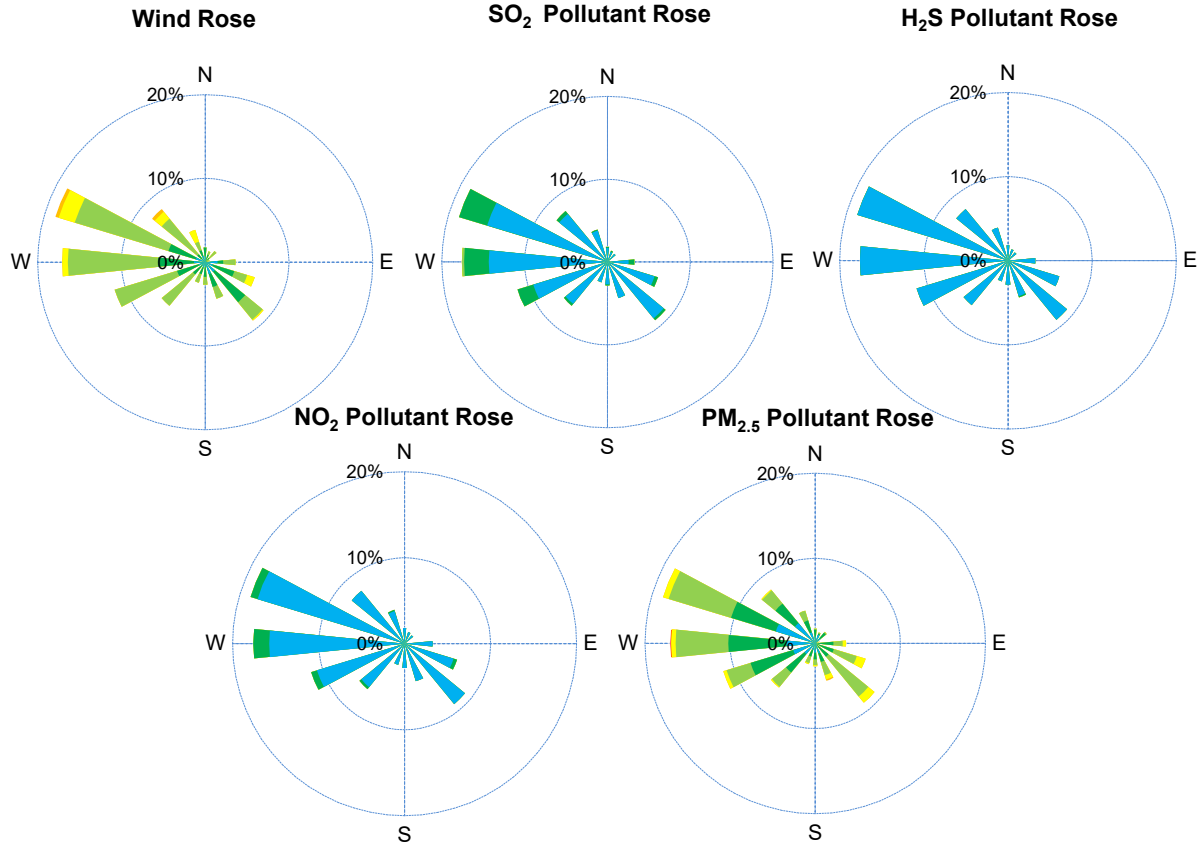 Wind Rose
SO2 Pollutant Rose
H2S Pollutant Rose
N
20%
10%
W
0%
E
S
N
20%
10%
W
0%
E
S
N
20%
10%
W
0%
E
S
NO2 Pollutant Rose
PM2.5 Pollutant Rose
N
20%
10%
W
0%
E
S
N
20%
10%
W
0%
E
S